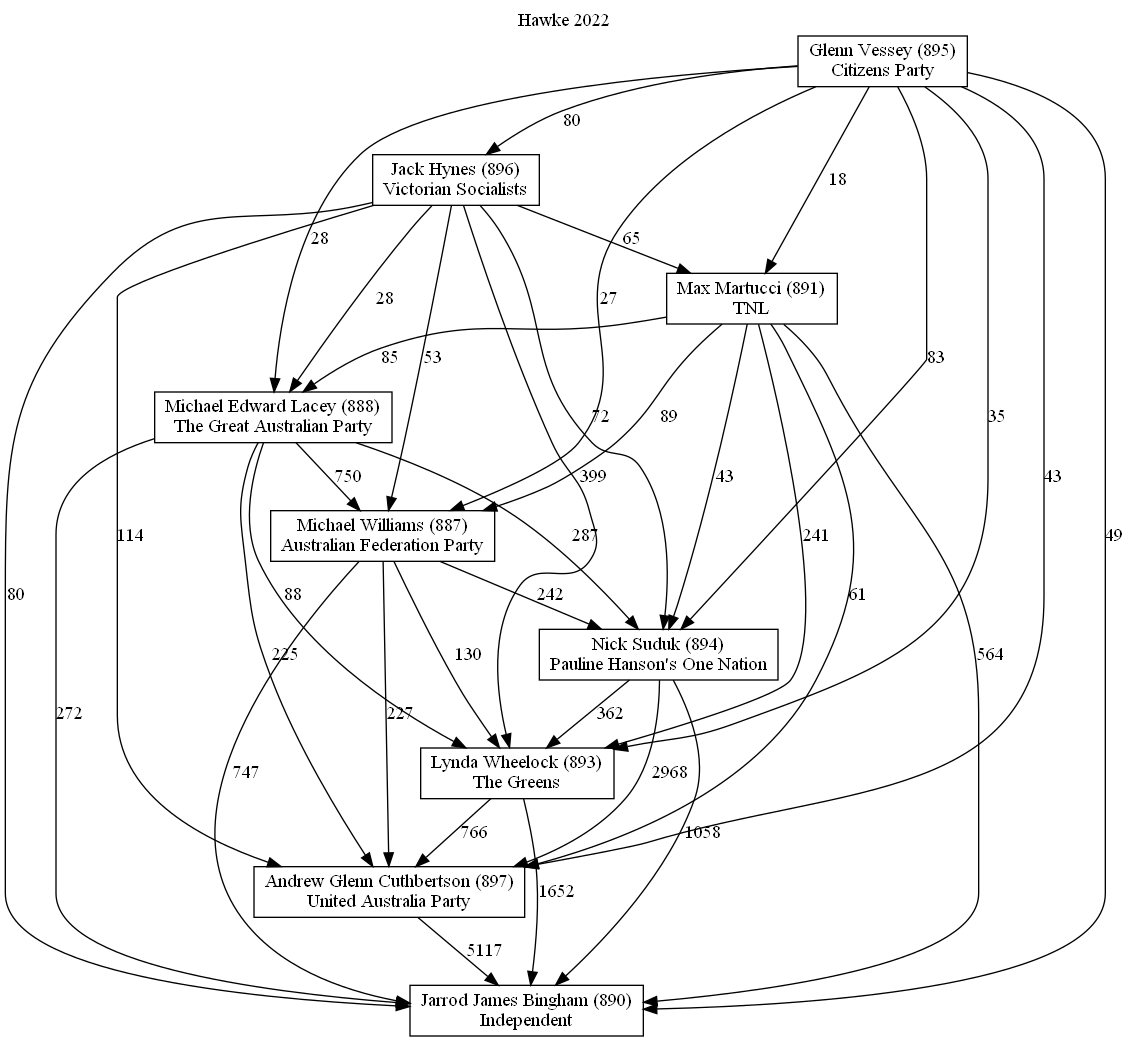 Hawke 2022
Glenn Vessey (895)
Citizens Party
80
Jack Hynes (896)
Victorian Socialists
18
28
65
Max Martucci (891)
TNL
28
27
85
53
83
Michael Edward Lacey (888)
The Great Australian Party
72
89
35
750
399
43
241
43
Michael Williams (887)
Australian Federation Party
114
287
49
80
88
242
61
Nick Suduk (894)
Pauline Hanson's One Nation
225
130
564
272
227
362
Lynda Wheelock (893)
The Greens
747
2968
766
1058
Andrew Glenn Cuthbertson (897)
United Australia Party
1652
5117
Jarrod James Bingham (890)
Independent